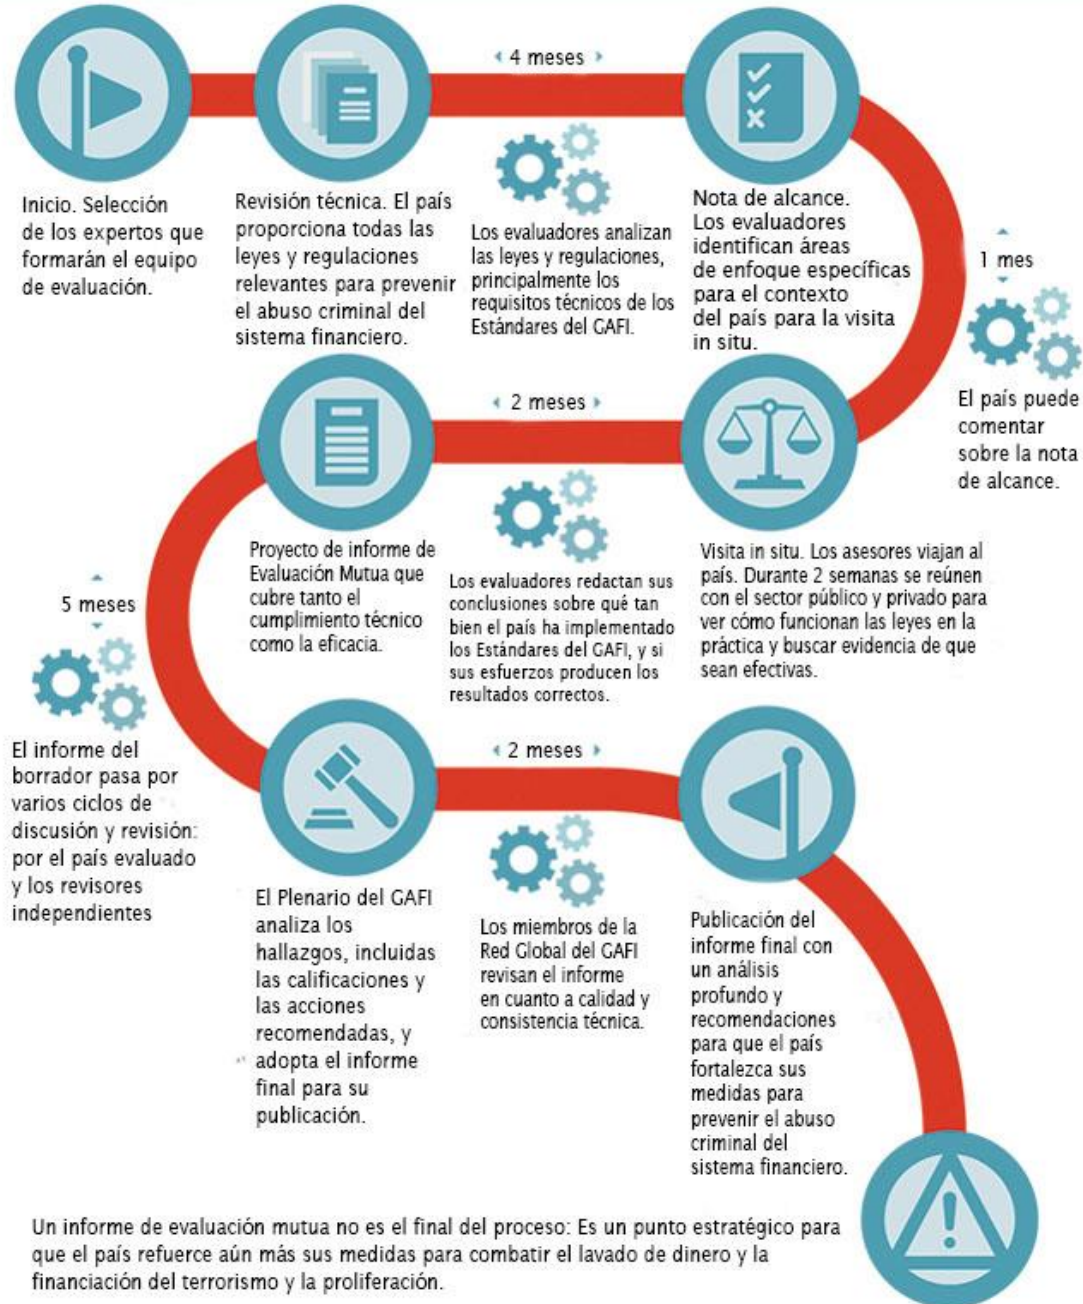 Inicio. Selección
de los expertos que
formarán el equipo
de evaluación.
Revisión técnica. El país
proporciona todas las
leyes y regulaciones
relevantes para prevenir
el abuso criminal del
sistema financiero.
4 meses
Los evaluadores analizan
las leyes y regulaciones,
principalmente los
requisitos técnicos de los
Estándares del GAFI.
Nota de alcance.
Los evaluadores
identifican áreas
de enfoque específicas
para el contexto
del país para la visita
in situ.
1 mes
El país puede
comentar
sobre la nota
de alcance.
Visita in situ. Los asesores viajan al
país. Durante 2 semanas se reúnen
con el sector público y privado para
ver cómo funcionan las leyes en la
práctica y buscar evidencia de que
sean efectivas.
2 meses
Los evaluadores redactan sus
conclusiones sobre qué tan
bien el país ha implementado
los Estándares del GAFI, y si
sus esfuerzos producen los
resultados correctos.
Proyecto de informe de
Evaluación Mutua que
cubre tanto el
cumplimiento técnico
como la eficacia.
5 meses
El informe del
borrador pasa por
varios ciclos de
discusión y revisión:
por el país evaluado
y los revisores
independientes
El Plenario del GAFI
analiza los
hallazgos, incluidas
las calificaciones y
las acciones
recomendadas, y
adopta el informe
final para su
publicación.
2 meses
Los miembros de la
Red Global del GAFI
revisan el informe
en cuanto a calidad y
consistencia técnica.
Publicación del
informe final con
un análisis
profundo y
recomendaciones
para que el país
fortalezca sus
medidas para
prevenir el abuso
criminal del
sistema financiero.
Un informe de evaluación mutua no es el final del proceso: Es un punto estratégico para
que el país refuerce aún más sus medidas para combatir el lavado de dinero y la
financiación del terrorismo y la proliferación.